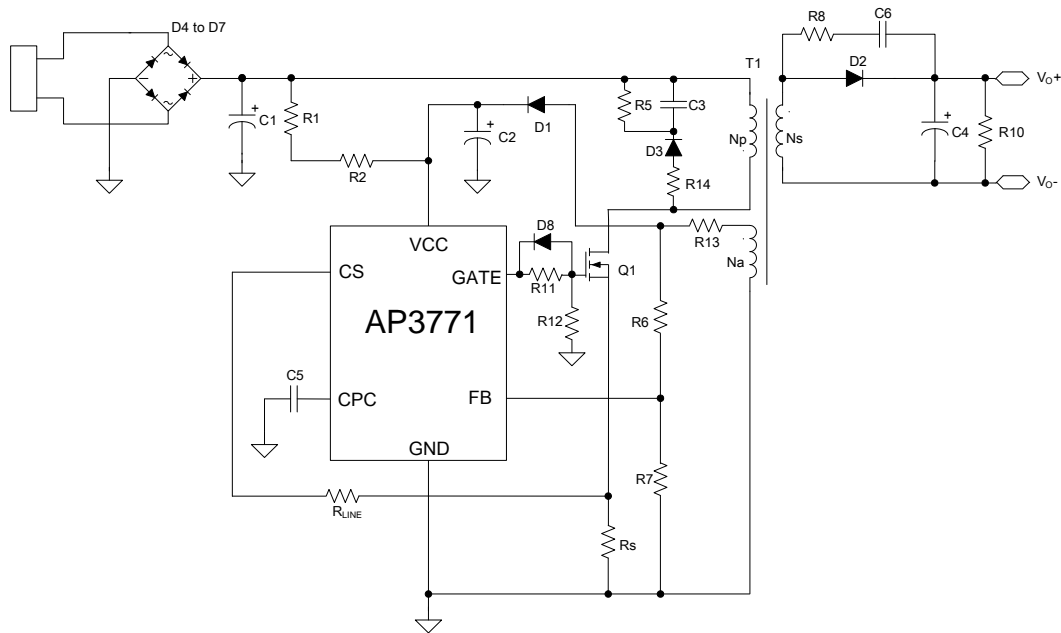 D4 to D7
~
−
+
~
+
C1
R1
R2
+
C2
D1
R5
C3
D3
R14
T1
Np
Ns
R8
C6
D2
+
C4
R10
VO+
VO-
VCC
CS
GATE
AP3771
CPC
FB
GND
D8
R11
R12
Q1
R13
Na
R6
C5
R7
RLINE
Rs